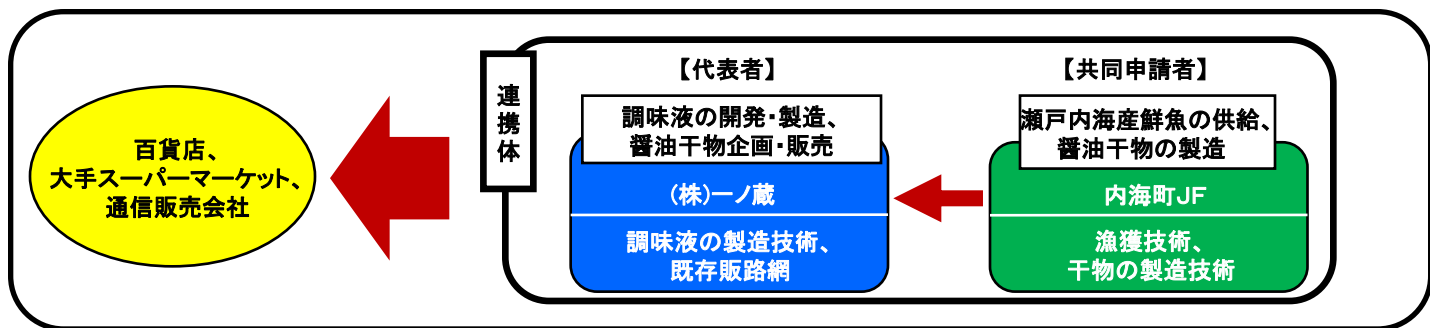 百貨店、
大手スーパーマーケット、
通信販売会社
連携体
【代表者】
調味液の開発・製造、
醤油干物企画・販売
(株)一ノ蔵
調味液の製造技術、
既存販路網
【共同申請者】
瀬戸内海産鮮魚の供給、
醤油干物の製造
内海町JF
漁獲技術、
干物の製造技術